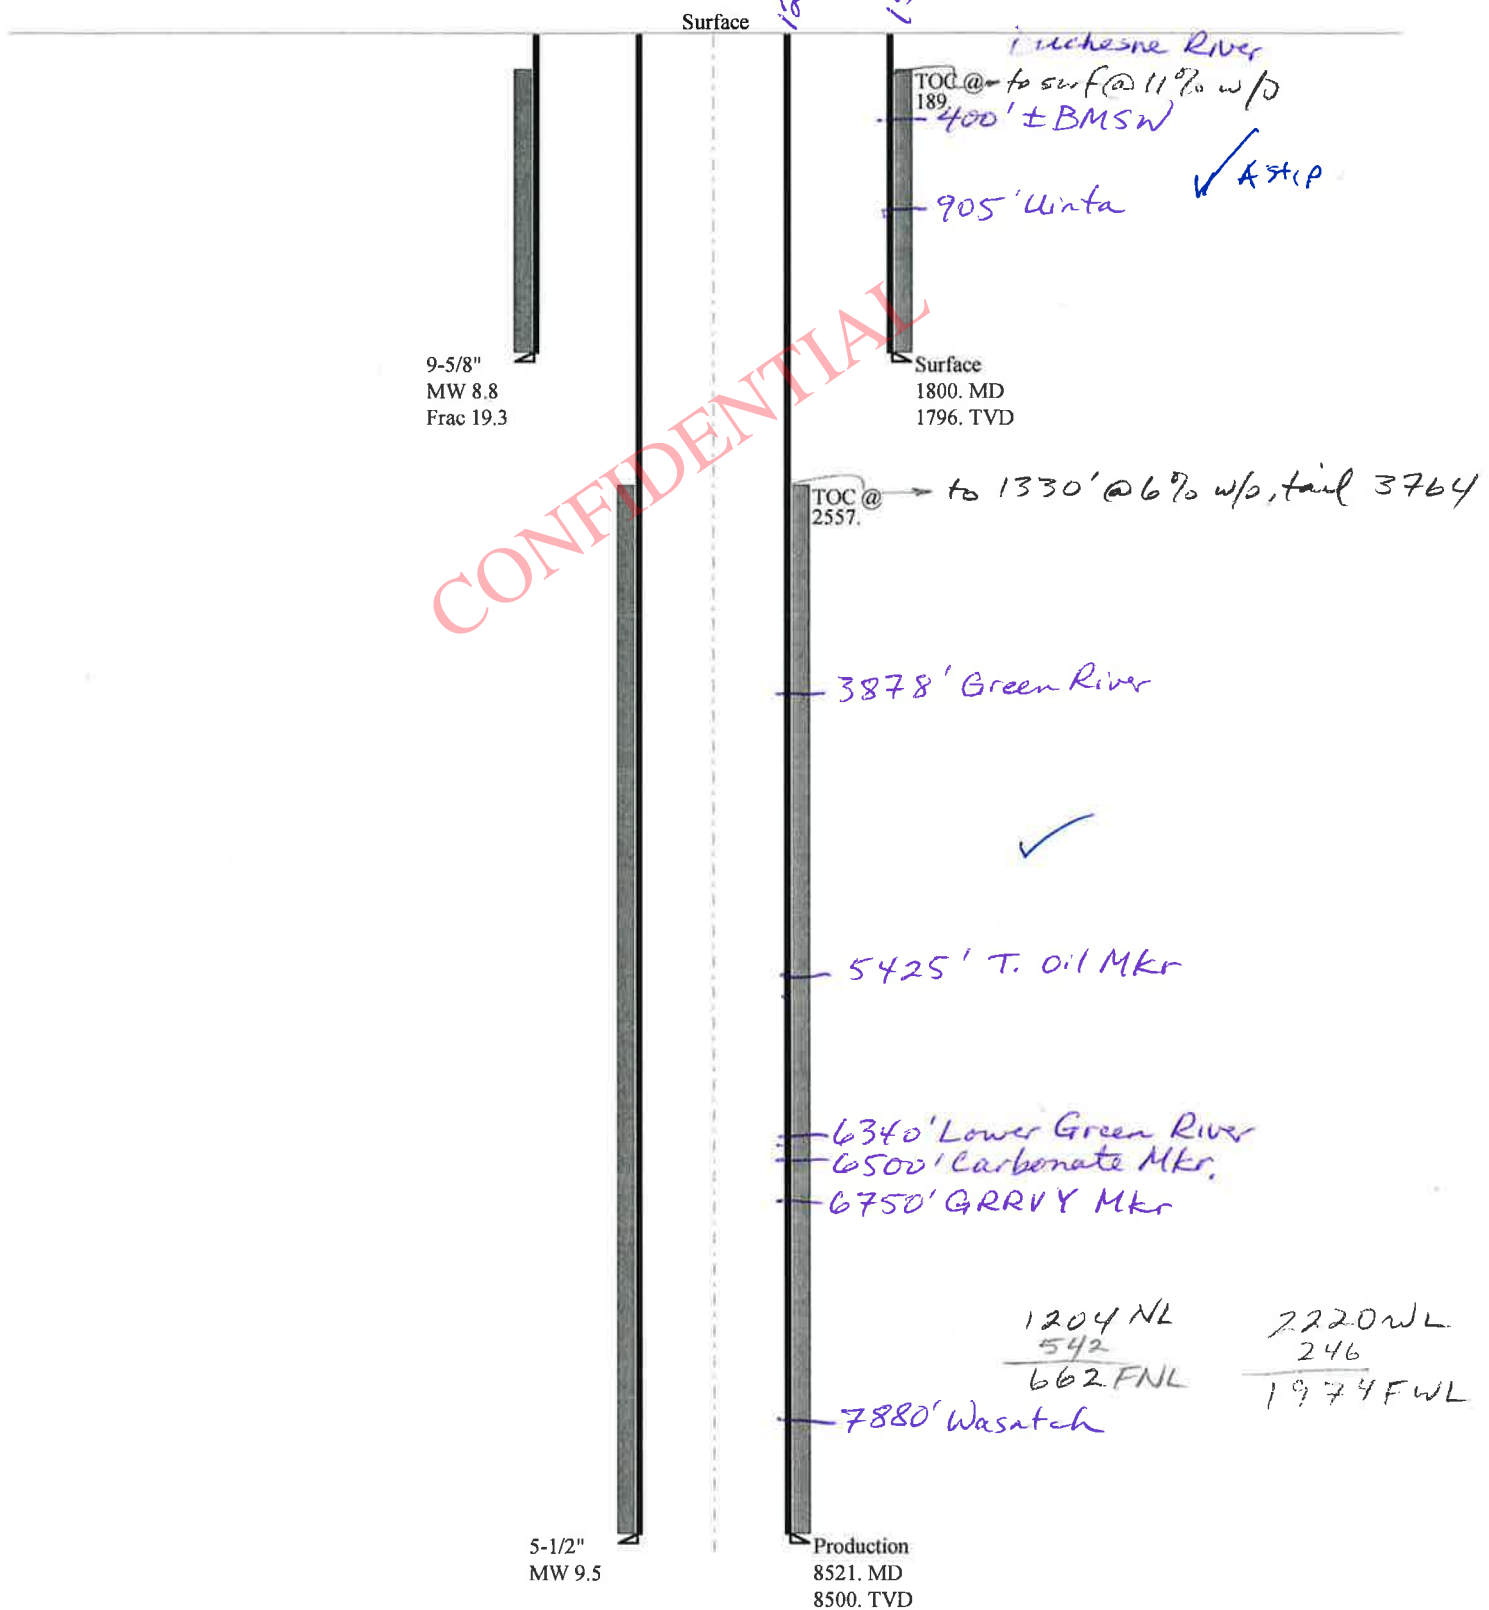 Surface
Duchesne River
TOC @ to surf @ 11% w/o
189.
400' ± BMSW
✓ A stip
905' Uinta
9-5/8"
MW 8.8
Frac 19.3
Surface
1800. MD
1796. TVD
CONFIDENTIAL
TOC @ → to 1330' @ 6% w/o, tail 3764
2557.
3878' Green River
✓
5425' T. Oil Mkr
6340' Lower Green River
6500' Carbonate Mkr.
6750' GRRVY Mkr
1204 NL 2220 WL
542 246
662 FNL 1974 FWL
7880' Wasatch
5-1/2"
MW 9.5
Production
8521. MD
8500. TVD